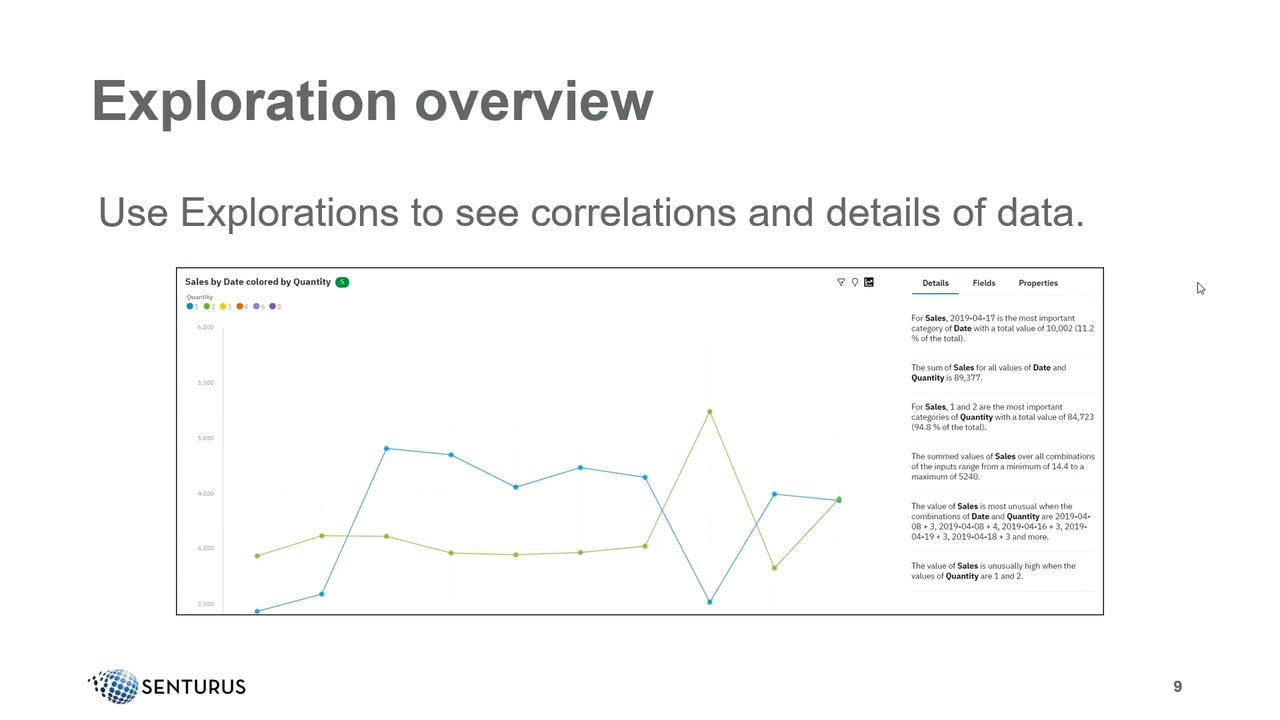 Exploration overview
Use Explorations to see correlations and details of data.
Sales by Date colored by Quantity 5
Quantity
1 2 3 4 6 8
6,000
5,500
5,000
4,500
4,000
3,500
Details Fields Properties
For Sales, 2019-04-17 is the most important
category of Date with a total value of 10,002 (11.2
% of the total).
The sum of Sales for all values of Date and
Quantity is 89,377.
For Sales, 1 and 2 are the most important
categories of Quantity with a total value of 84,723
(94.8 % of the total).
The summed values of Sales over all combinations
of the inputs range from a minimum of 14.4 to a
maximum of 5240.
The value of Sales is most unusual when the
combinations of Date and Quantity are 2019-04-
08 + 3, 2019-04-08 + 4, 2019-04-16 + 3, 2019-
04-19 + 3, 2019-04-18 + 3 and more.
The value of Sales is unusually high when the
values of Quantity are 1 and 2.
SENTURUS
9